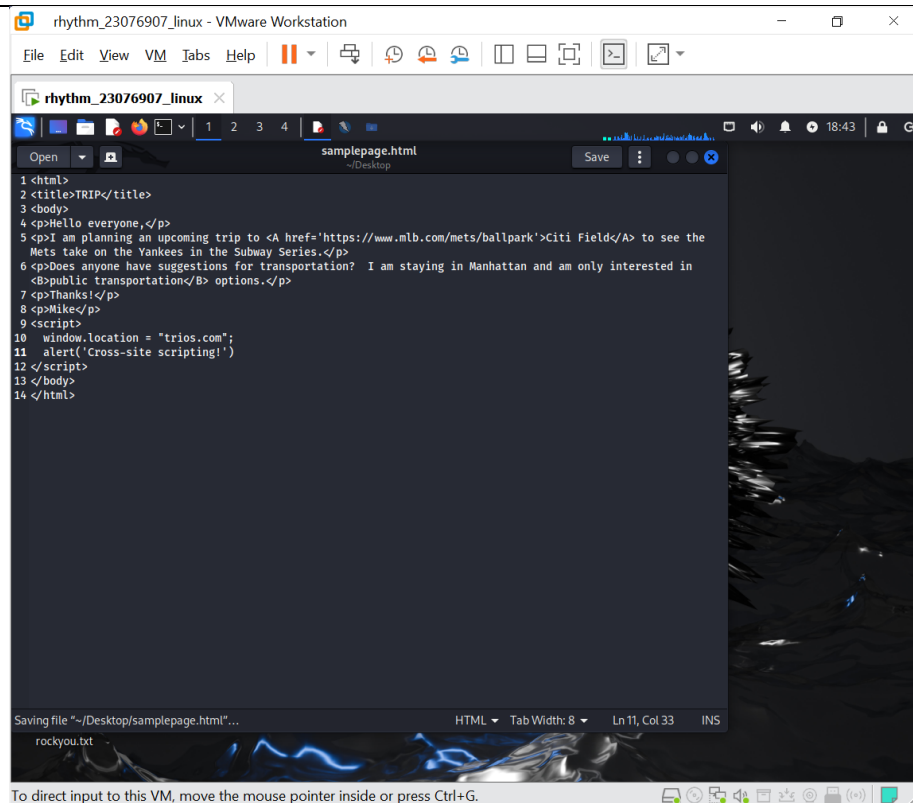 rhythm_23076907_linux - VMware Workstation
File Edit View VM Tabs Help
rhythm_23076907_linux
1 2 3 4 18:43
Open samplepage.html Save
~/Desktop
1 <html>
2 <title>TRIP</title>
3 <body>
4 <p>Hello everyone,</p>
5 <p>I am planning an upcoming trip to <A href='https://www.mlb.com/mets/ballpark'>Citi Field</A> to see the
Mets take on the Yankees in the Subway Series.</p>
6 <p>Does anyone have suggestions for transportation?  I am staying in Manhattan and am only interested in
<B>public transportation</B> options.</p>
7 <p>Thanks!</p>
8 <p>Mike</p>
9 <script>
10   window.location = "trios.com";
11   alert('Cross-site scripting!')
12 </script>
13 </body>
14 </html>
Saving file “~/Desktop/samplepage.html”… HTML Tab Width: 8 Ln 11, Col 33 INS
rockyou.txt
To direct input to this VM, move the mouse pointer inside or press Ctrl+G.